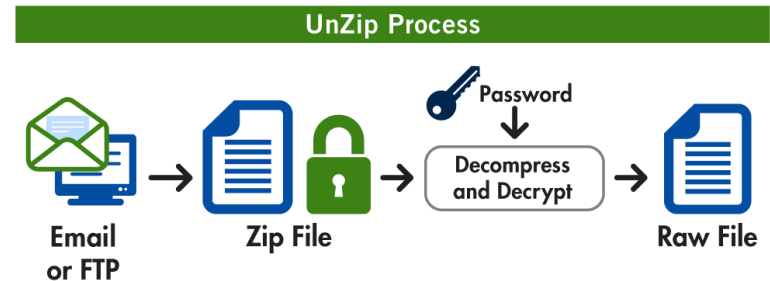 UnZip Process
Password
Decompress
and Decrypt
Email
or FTP
Zip File
Raw File